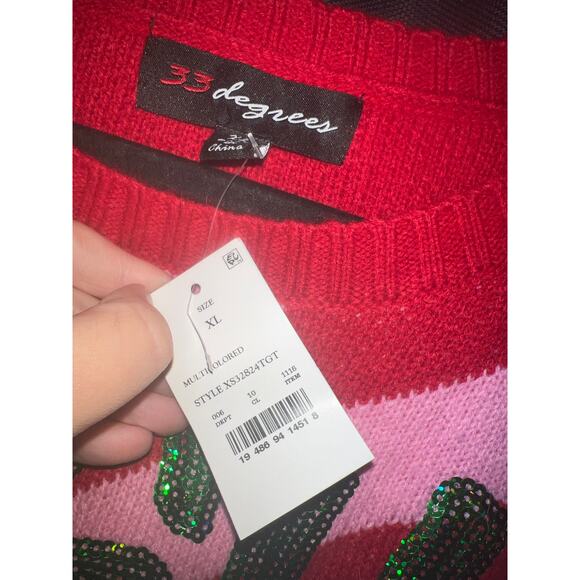 33 degrees
China
SIZE
XL
MULTICOLORED
STYLE XS32824TGT
006 10 1116
DEPT CL ITEM
19 486 94 1451 8